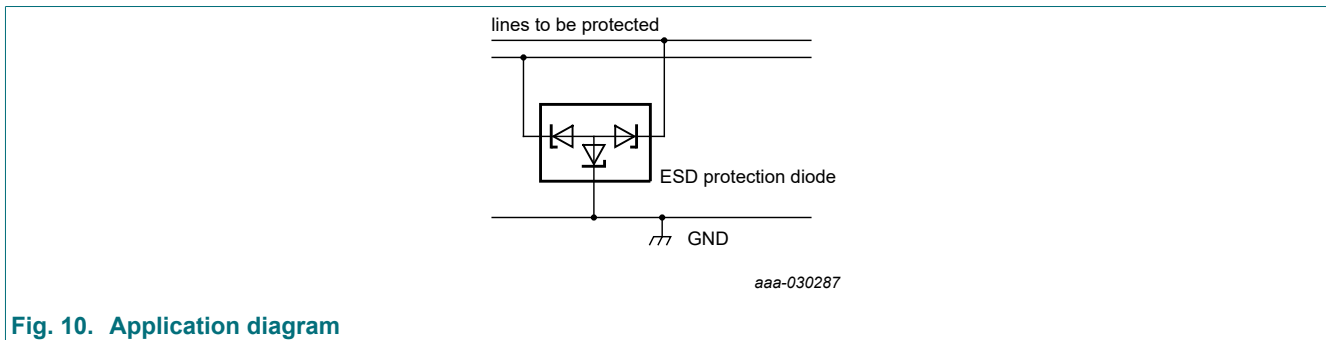 lines to be protected
ESD protection diode
GND
aaa-030287
Fig. 10. Application diagram